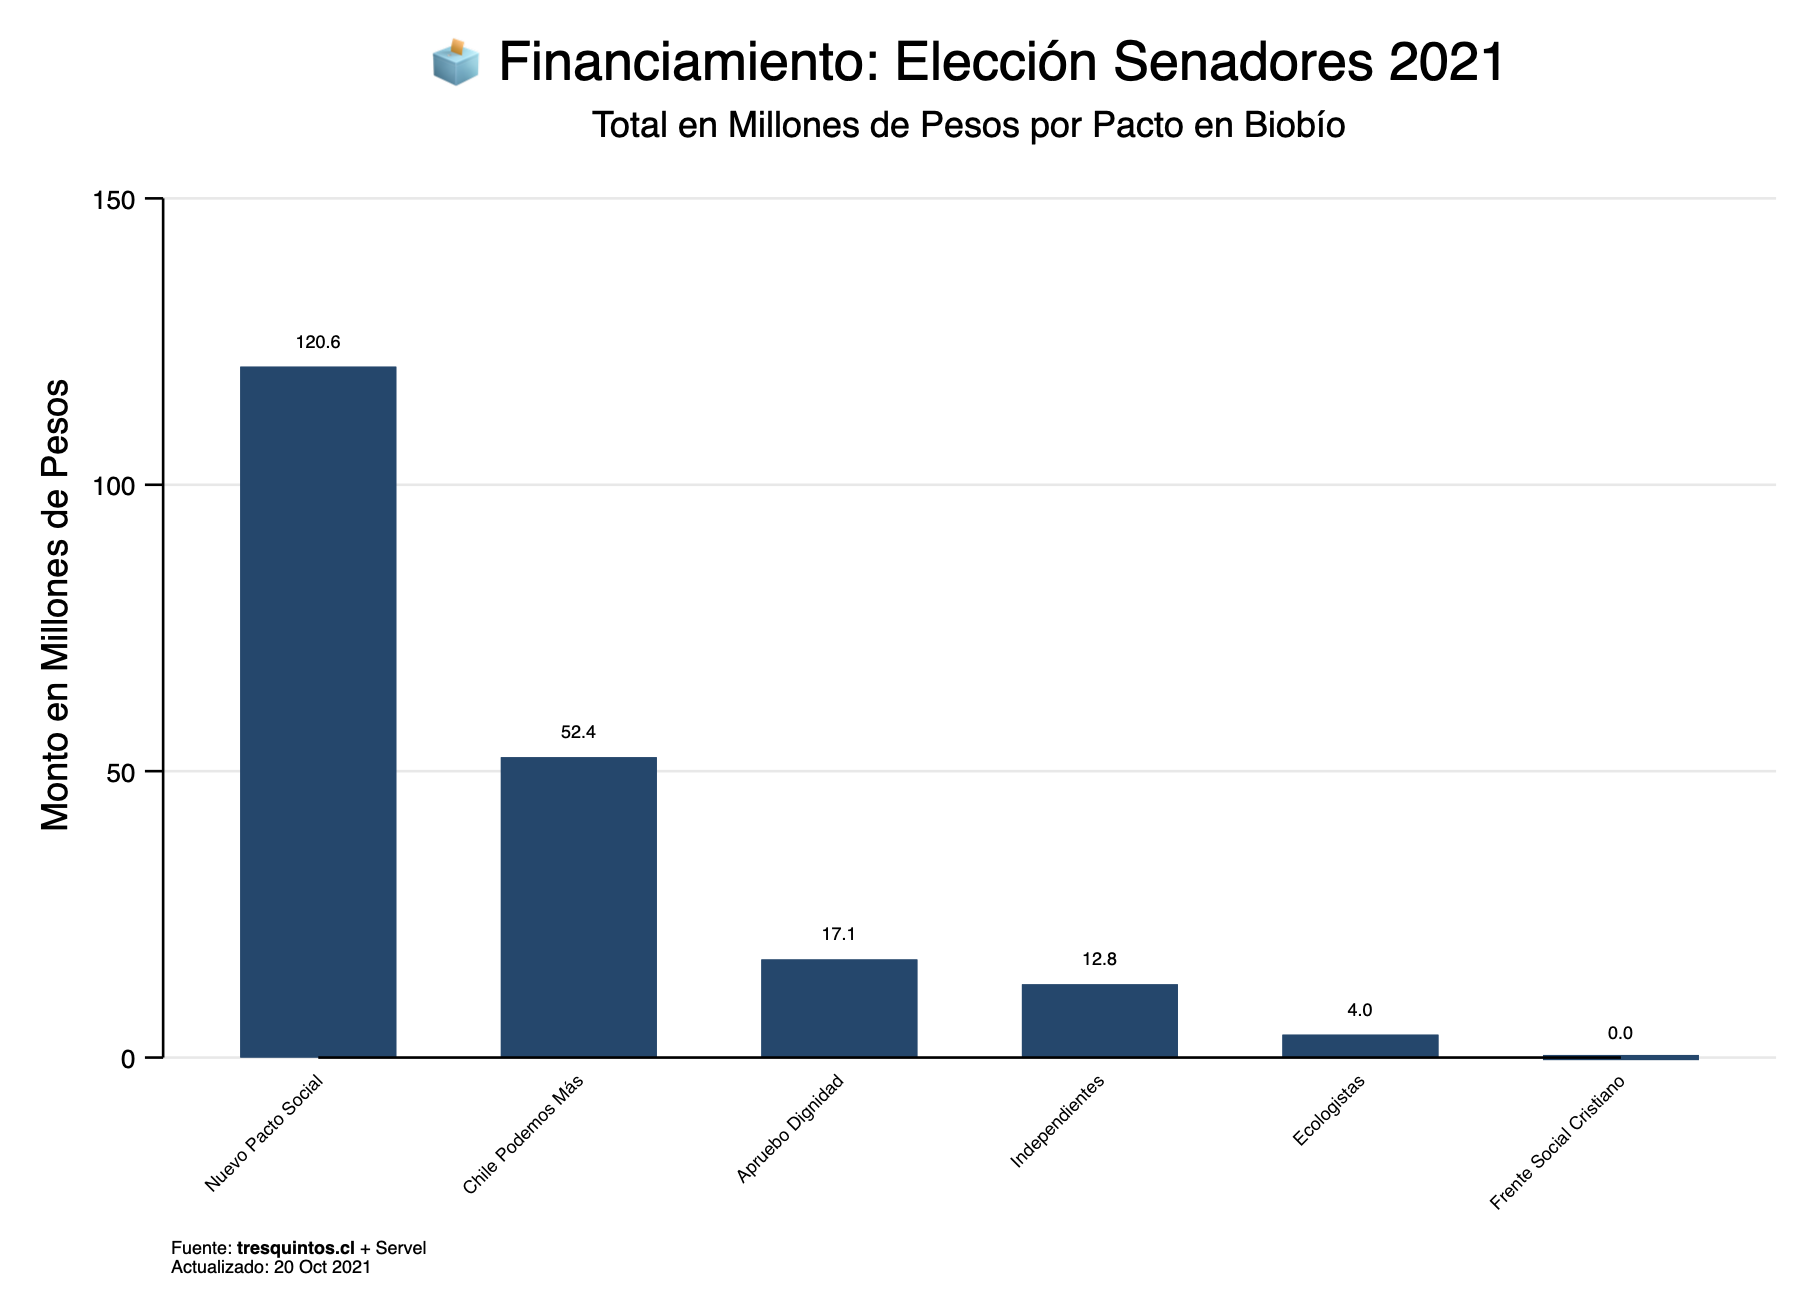 Financiamiento: Elección Senadores 2021
Total en Millones de Pesos por Pacto en Biobío
Monto en Millones de Pesos
150
100
50
0
120.6
52.4
17.1
12.8
4.0
0.0
Nuevo Pacto Social
Chile Podemos Más
Apruebo Dignidad
Independientes
Ecologistas
Frente Social Cristiano
Fuente: tresquintos.cl + Servel
Actualizado: 20 Oct 2021